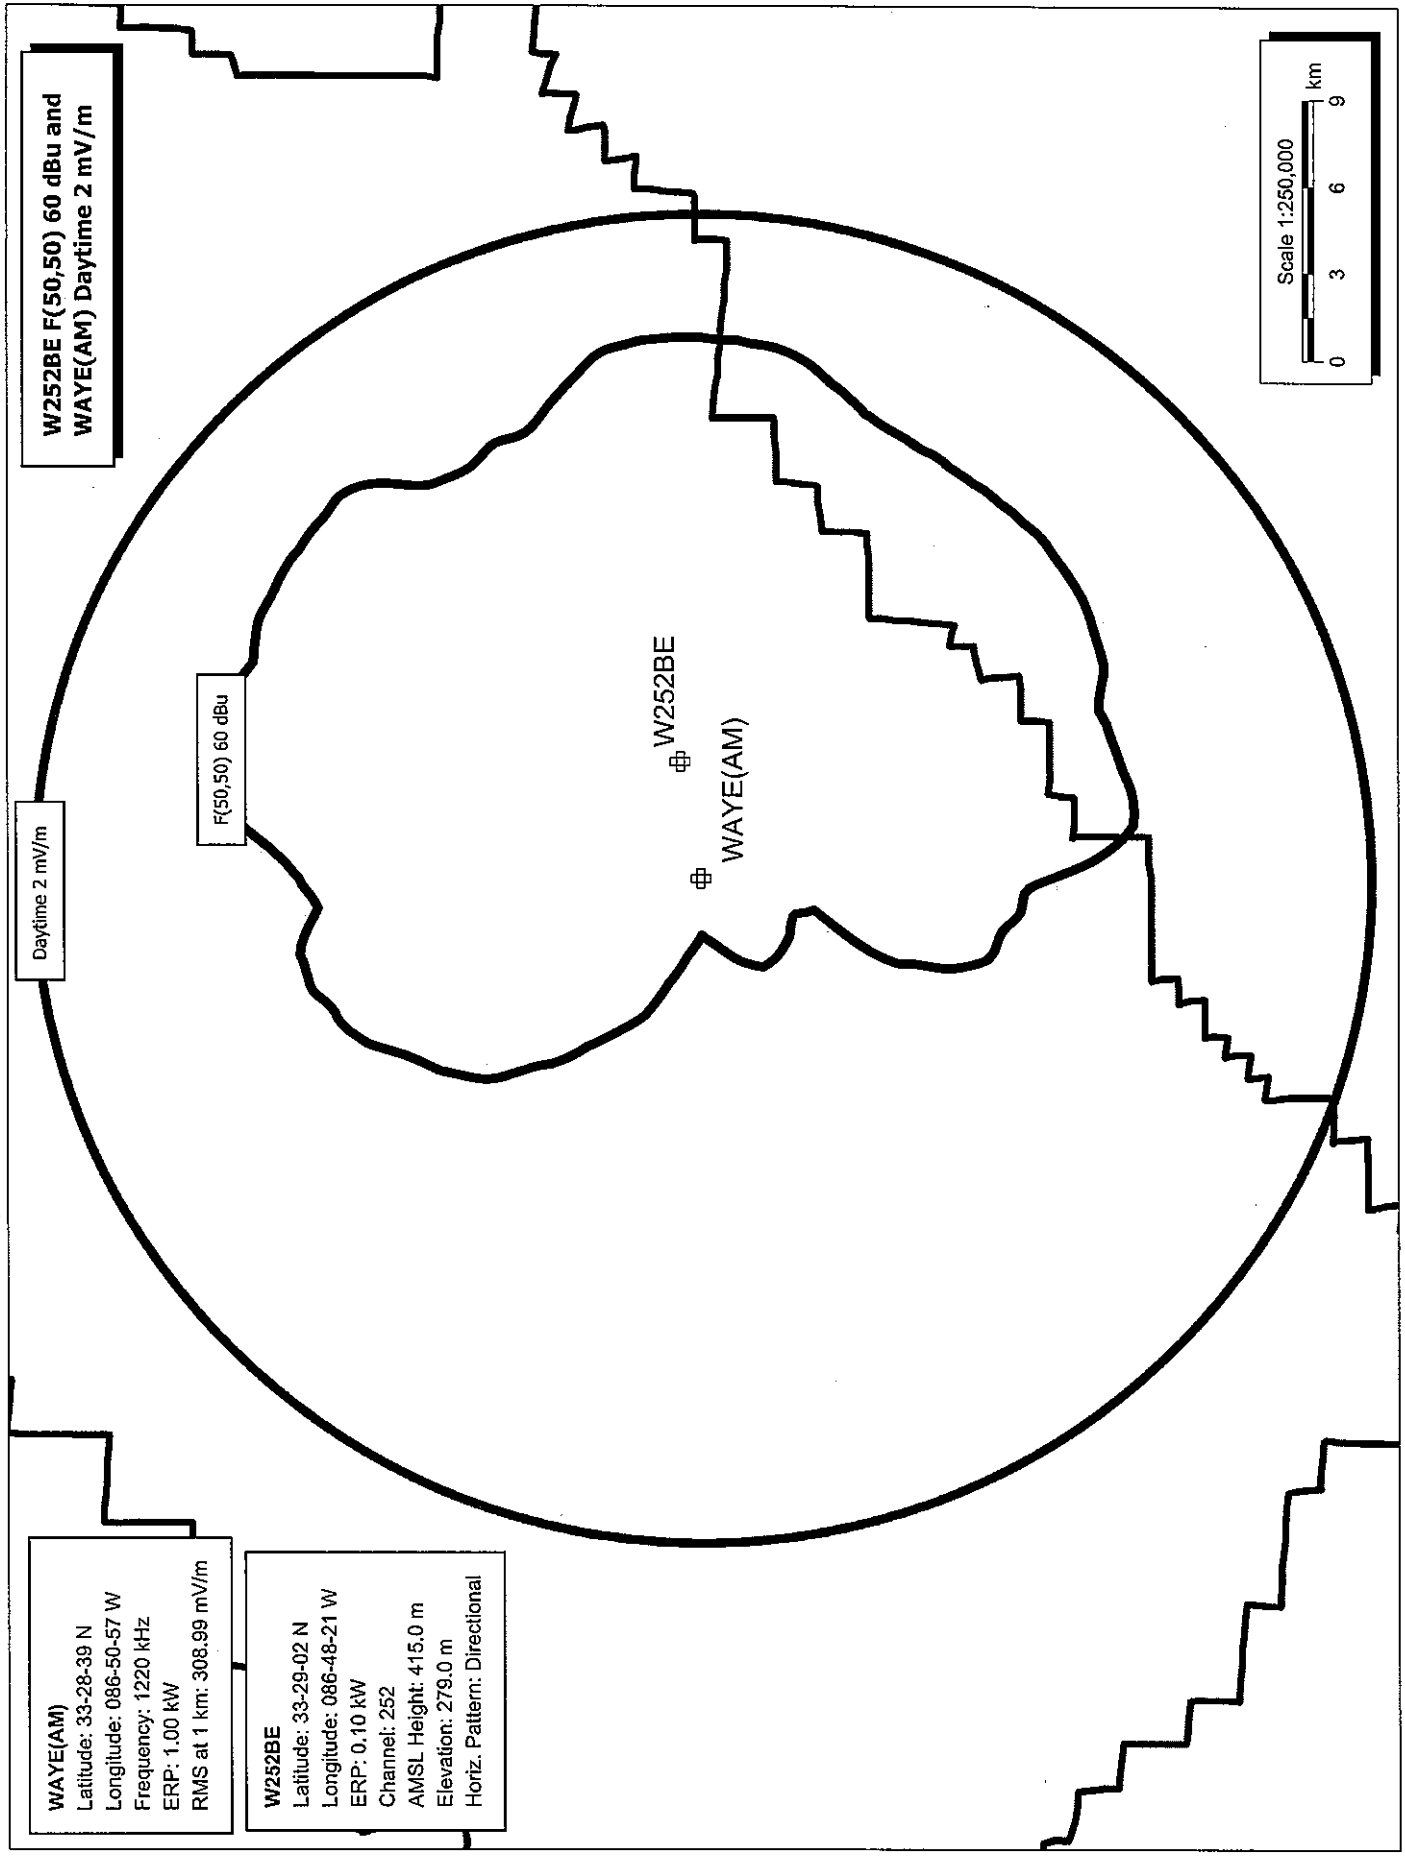 W252BE F(50,50) 60 dBu and
WAYE(AM) Daytime 2 mV/m
Daytime 2 mV/m
F(50,50) 60 dBu
W252BE
WAYE(AM)
WAYE(AM)
Latitude: 33-28-39 N
Longitude: 086-50-57 W
Frequency: 1220 kHz
ERP: 1.00 kW
RMS at 1 km: 308.99 mV/m
W252BE
Latitude: 33-29-02 N
Longitude: 086-48-21 W
ERP: 0.10 kW
Channel: 252
AMSL Height: 415.0 m
Elevation: 279.0 m
Horiz. Pattern: Directional
Scale 1:250,000
km
0 3 6 9